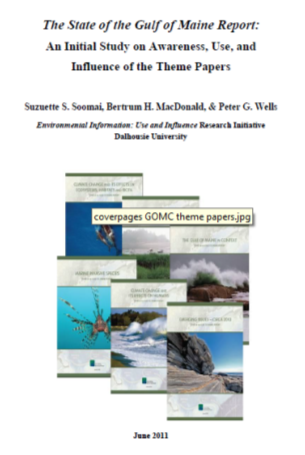 The State of the Gulf of Maine Report:
An Initial Study on Awareness, Use, and
Influence of the Theme Papers
Suzuette S. Soomai, Bertrum H. MacDonald, & Peter G. Wells
Environmental Information: Use and Influence Research Initiative
Dalhousie University
coverpages GOMC theme papers.jpg
June 2011